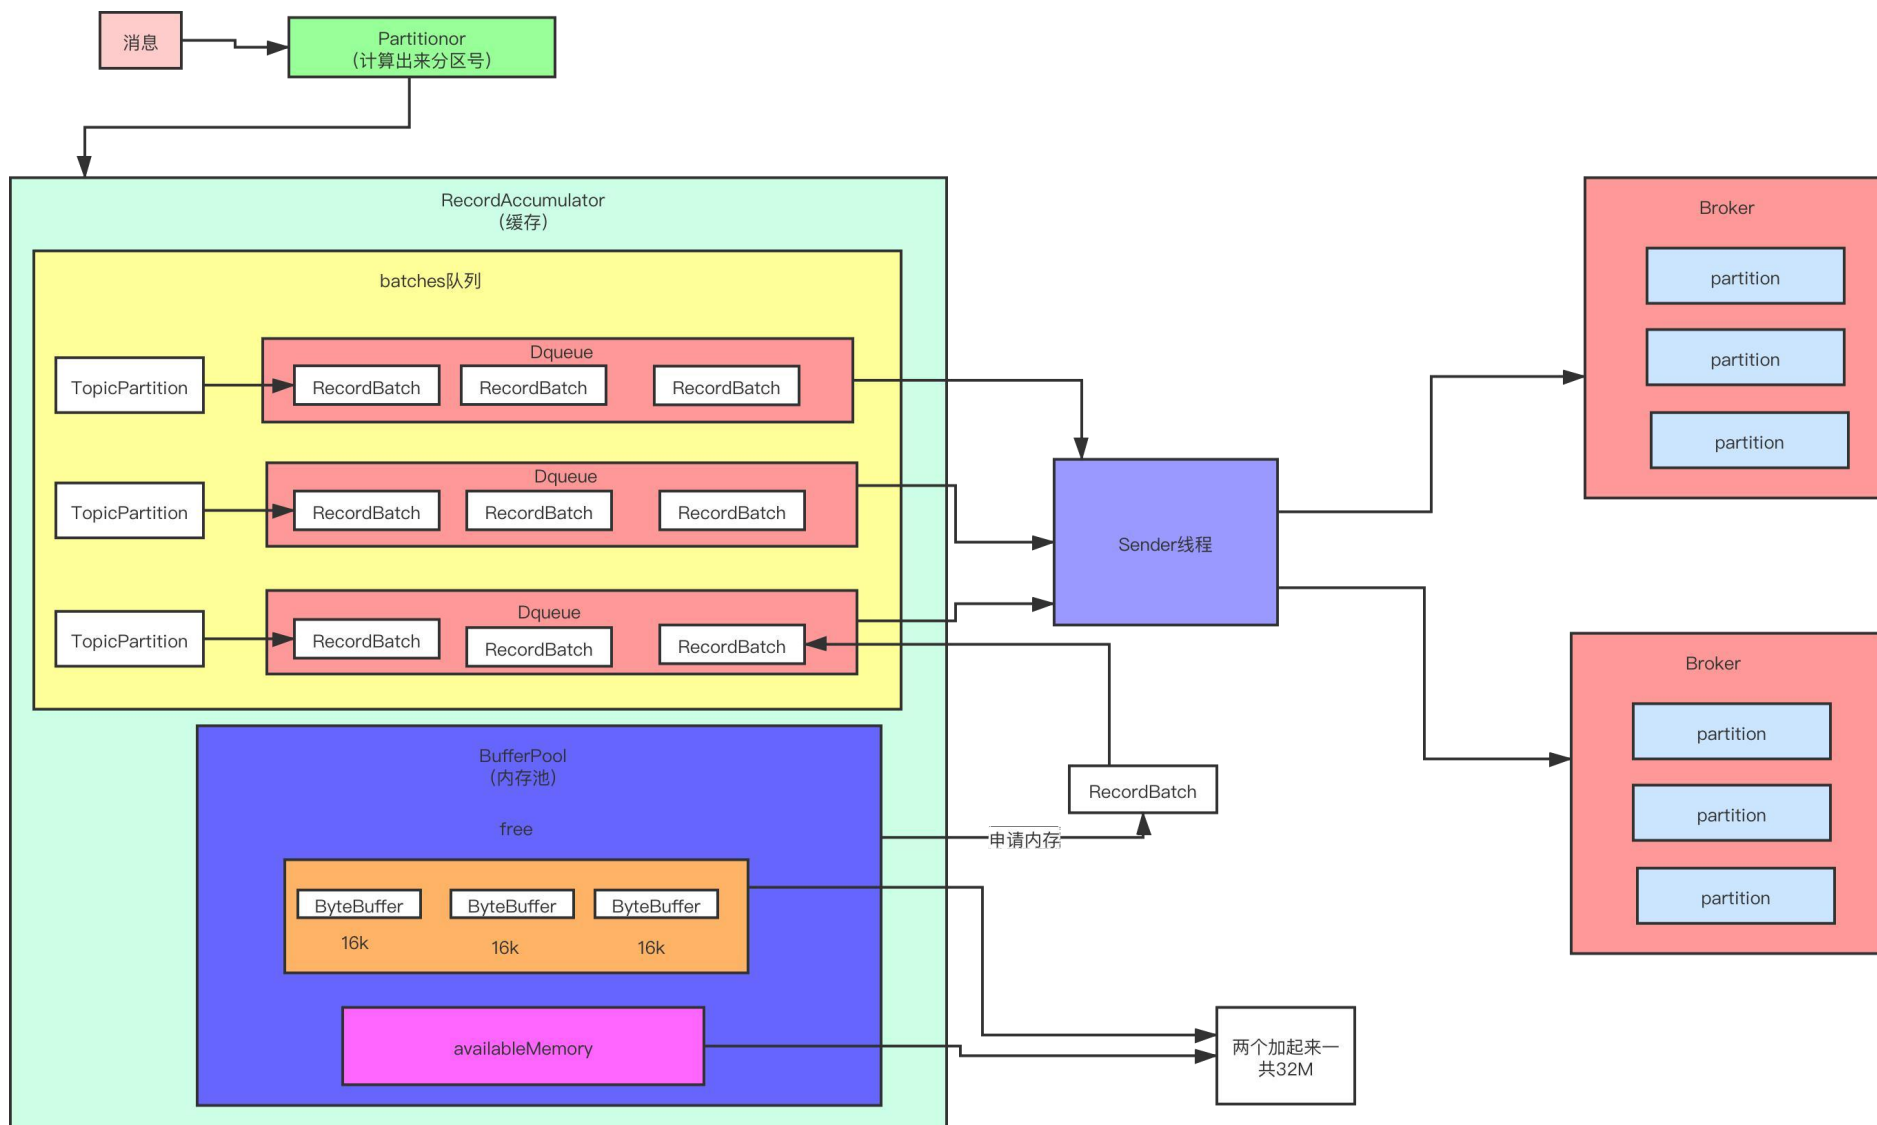 消息
Partitionor
（计算出来分区号）
RecordAccumulator
（缓存）
batches队列
Dqueue
TopicPartition
RecordBatch
RecordBatch
RecordBatch
Dqueue
TopicPartition
RecordBatch
RecordBatch
RecordBatch
Dqueue
TopicPartition
RecordBatch
RecordBatch
RecordBatch
BufferPool
（内存池）
free
ByteBuffer
ByteBuffer
ByteBuffer
16k
16k
16k
availableMemory
申请内存
RecordBatch
两个加起来一
共32M
Sender线程
Broker
partition
partition
partition
Broker
partition
partition
partition